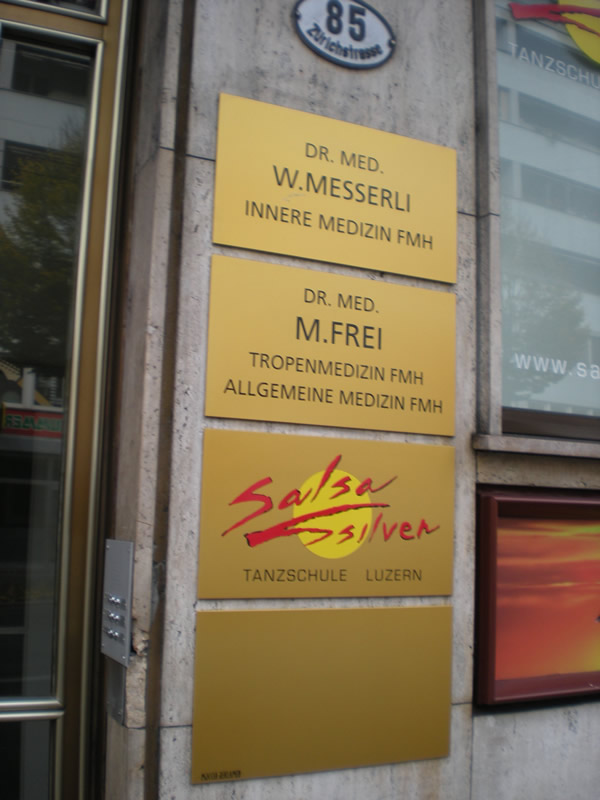 85
Zürichstrasse
TANZSCHU
DR. MED.
W.MESSERLI
INNERE MEDIZIN FMH
DR. MED.
M.FREI
TROPENMEDIZIN FMH
ALLGEMEINE MEDIZIN FMH
www.sa
Salsa
Ssilver
TANZSCHULE LUZERN